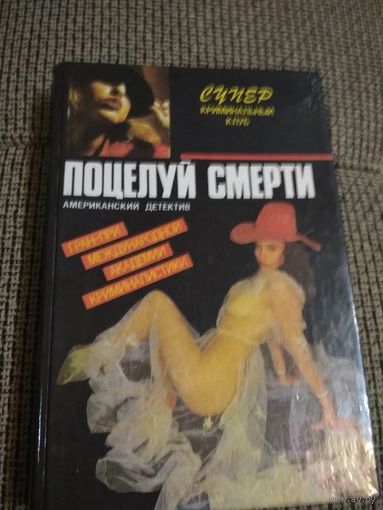 СУПЕР
КРИМИНАЛЬНЫЙ
КЛУБ
ПОЦЕЛУЙ СМЕРТИ
АМЕРИКАНСКИЙ ДЕТЕКТИВ
ГРАН-ПРИ
МЕЖДУНАРОДНОЙ
АКАДЕМИИ
КРИМИНАЛИСТИКИ